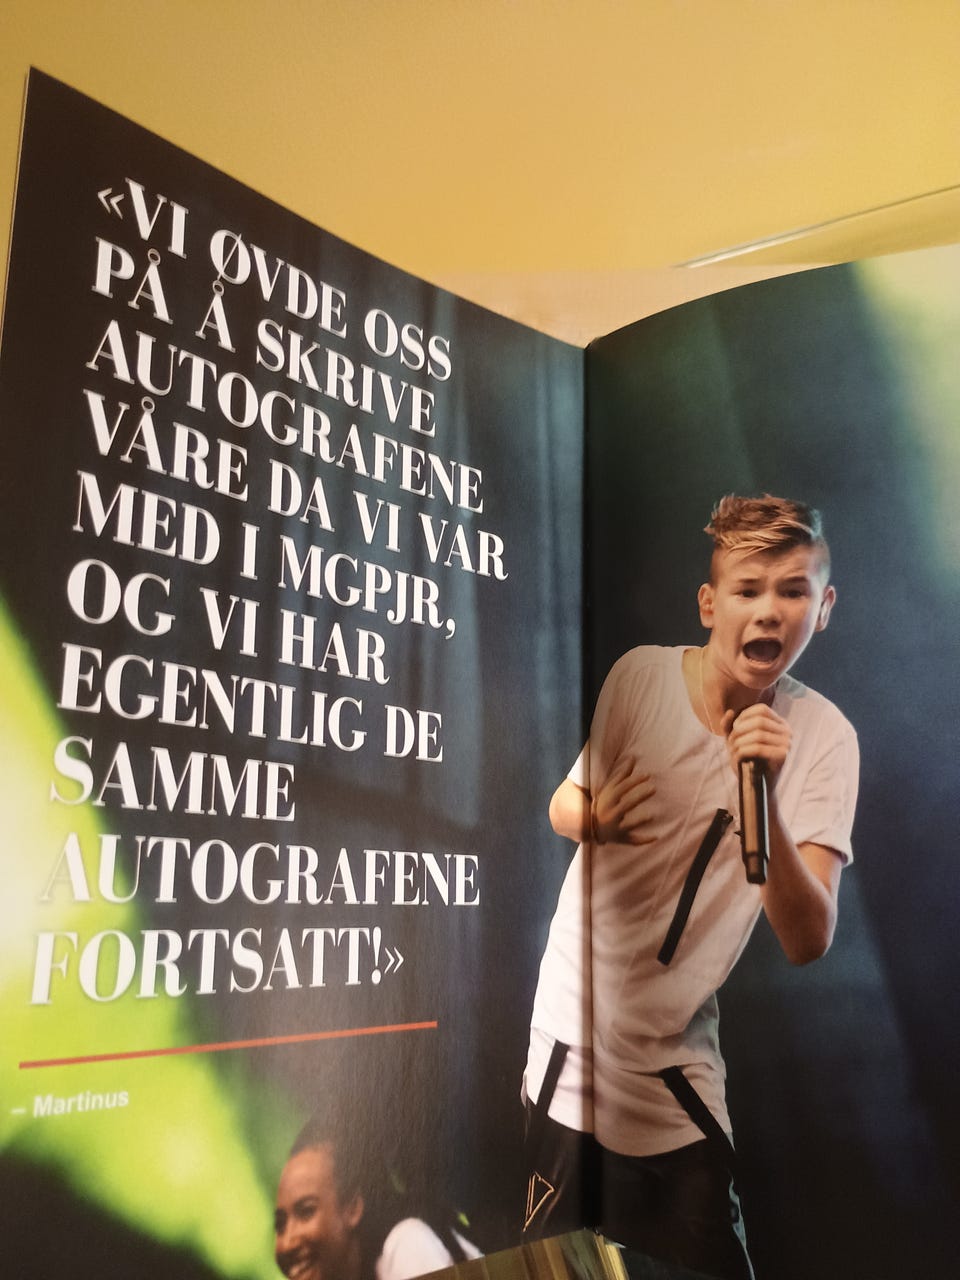 «VI ØVDE OSS
PÅ Å SKRIVE
AUTOGRAFENE
VÅRE DA VI VAR
MED I MGPJR,
OG VI HAR
EGENTLIG DE
SAMME
AUTOGRAFENE
FORTSATT!»
– Martinus